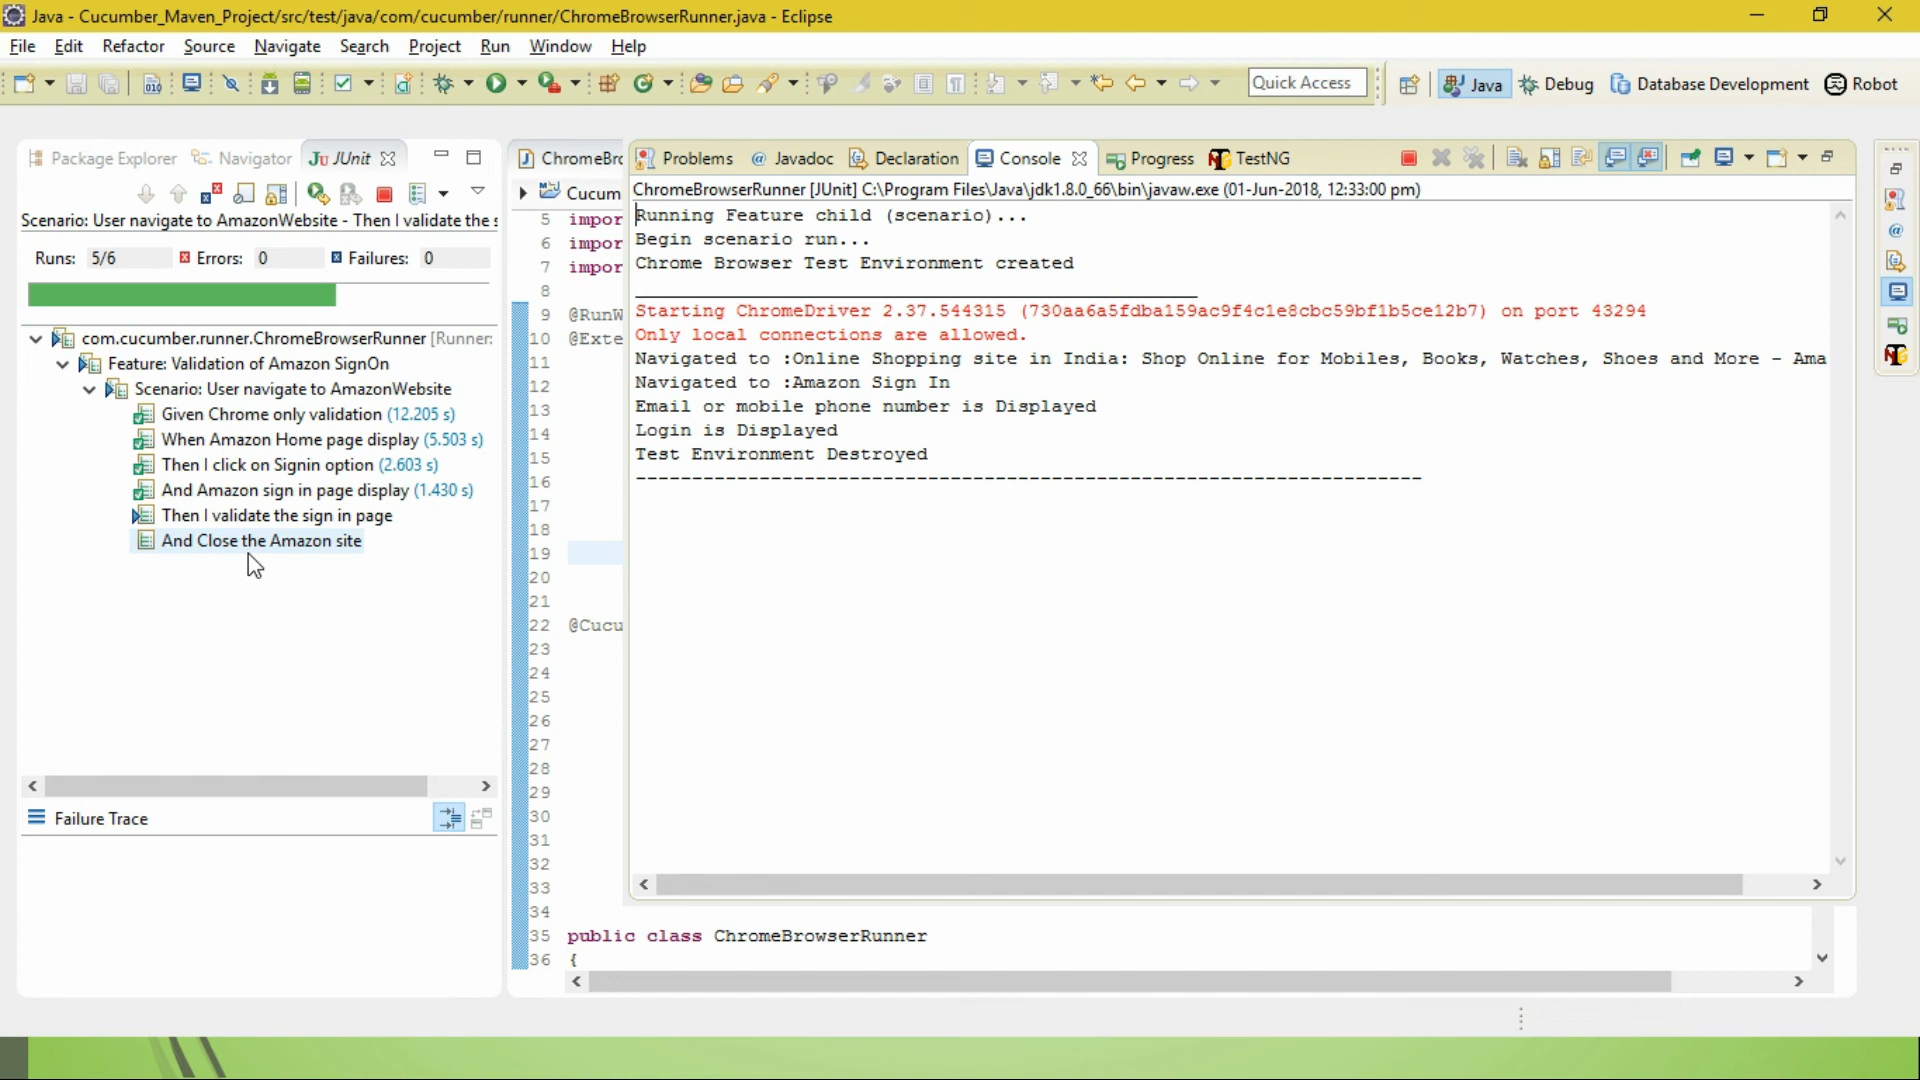 Java - Cucumber_Maven_Project/src/test/java/com/cucumber/runner/ChromeBrowserRunner.java - Eclipse
File Edit Refactor Source Navigate Search Project Run Window Help
Quick Access Java Debug Database Development Robot
Package Explorer Navigator JUnit
ChromeBro
Problems Javadoc Declaration Console Progress TestNG
Scenario: User navigate to AmazonWebsite - Then I validate the s
Runs: 5/6 Errors: 0 Failures: 0
com.cucumber.runner.ChromeBrowserRunner [Runner:
Feature: Validation of Amazon SignOn
Scenario: User navigate to AmazonWebsite
Given Chrome only validation (12.205 s)
When Amazon Home page display (5.503 s)
Then I click on Signin option (2.603 s)
And Amazon sign in page display (1.430 s)
Then I validate the sign in page
And Close the Amazon site
Failure Trace
Cucum
5 impor
6 impor
7 impor
8
9 @RunW
10 @Exte
11
12
13
14
15
16
17
18
19
20
21
22 @Cucu
23
24
25
26
27
28
29
30
31
32
33
34
35 public class ChromeBrowserRunner
36 {
ChromeBrowserRunner [JUnit] C:\Program Files\Java\jdk1.8.0_66\bin\javaw.exe (01-Jun-2018, 12:33:00 pm)
Running Feature child (scenario)...
Begin scenario run...
Chrome Browser Test Environment created
Starting ChromeDriver 2.37.544315 (730aa6a5fdba159ac9f4c1e8cbc59bf1b5ce12b7) on port 43294
Only local connections are allowed.
Navigated to :Online Shopping site in India: Shop Online for Mobiles, Books, Watches, Shoes and More - Ama
Navigated to :Amazon Sign In
Email or mobile phone number is Displayed
Login is Displayed
Test Environment Destroyed
----------------------------------------------------------------------